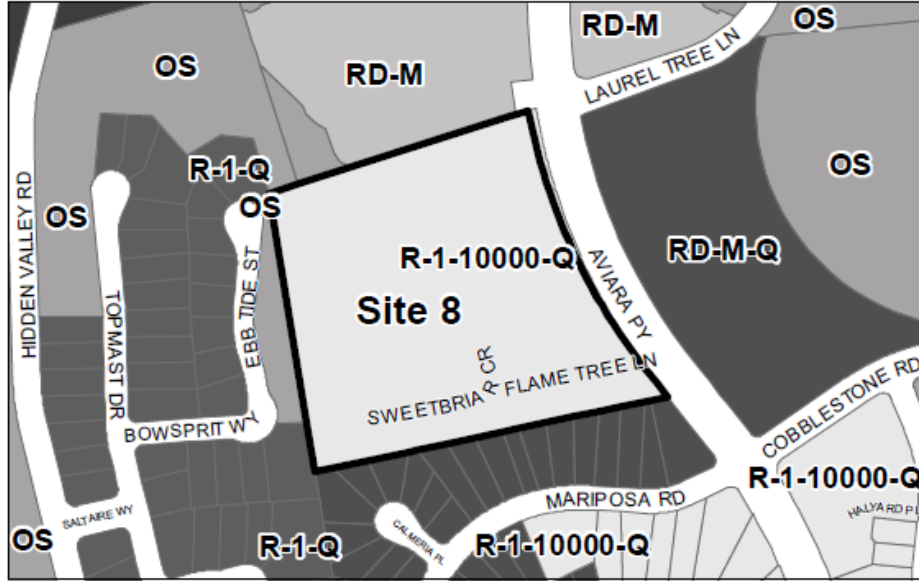 OS
RD-M
RD-M
LAUREL TREE LN
OS
R-1-Q
OS
OS
OS
HIDDEN VALLEY RD
TOPMAST DR
EBB TIDE ST
R-1-10000-Q
AVIARA PY
RD-M-Q
Site 8
SWEETBRIAR CR
FLAME TREE LN
BOWSPRIT WY
COBBLESTONE RD
R-1-10000-Q
MARIPOSA RD
HALYARD PL
SALTAIRE WY
CALMERIA PL
OS
R-1-Q
R-1-10000-Q